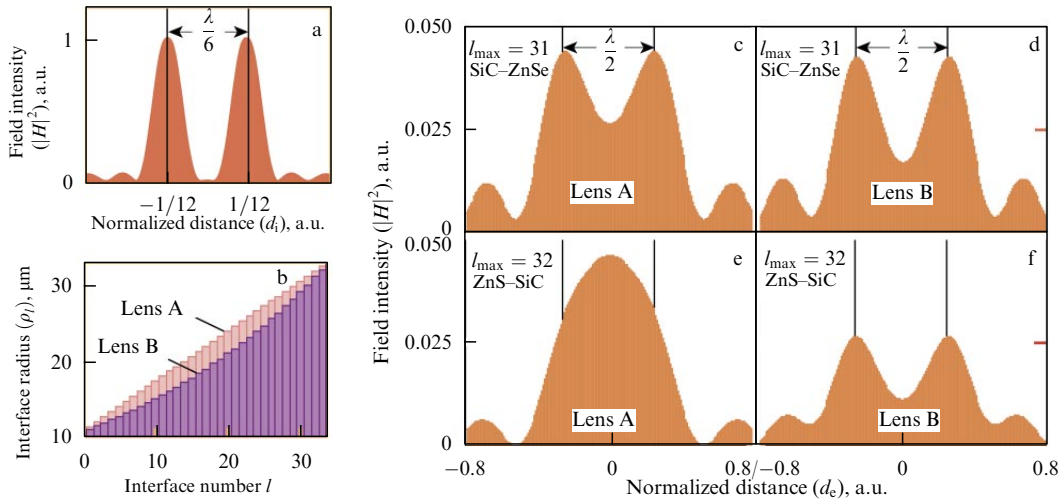 a
λ/6
Field intensity
(|H|²), a.u.
1
0
−1/12 1/12
Normalized distance (dᵢ), a.u.
b
Interface radius (ρₗ), μm
30
20
10
Lens A
Lens B
0 10 20 30
Interface number l
Field intensity (|H|²), a.u.
0.050
0.025
0
c
lmax = 31
SiC–ZnSe
λ/2
Lens A
d
lmax = 31
SiC–ZnSe
λ/2
Lens B
0.050
0.025
0
e
lmax = 32
ZnS–SiC
Lens A
f
lmax = 32
ZnS–SiC
Lens B
−0.8 0 0.8/−0.8 0 0.8
Normalized distance (dₑ), a.u.